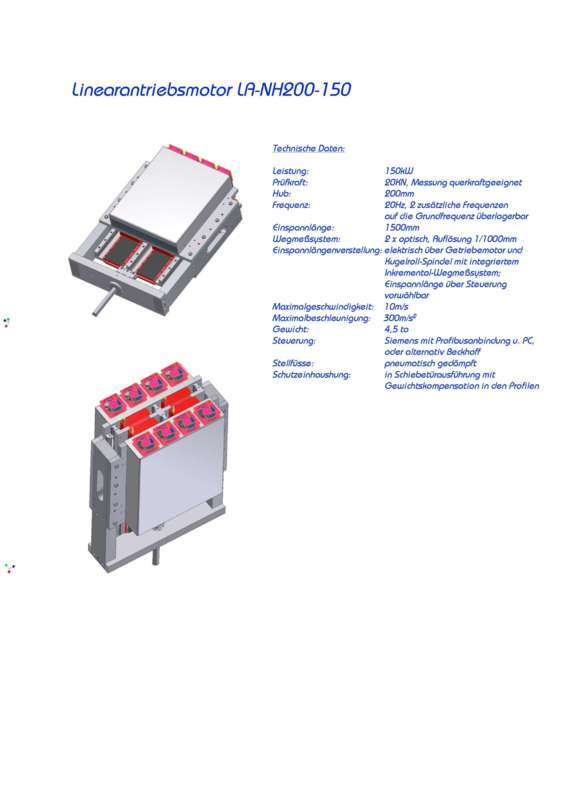 Linearantriebsmotor LA-NH200-150
Technische Daten:
Leistung: 150kW
Prüfkraft: 20KN, Messung querkraftgeeignet
Hub: 200mm
Frequenz: 20Hz, 2 zusätzliche Frequenzen
auf die Grundfrequenz überlagerbar
Einspannlänge: 1500mm
Wegmeßsystem: 2 x optisch, Auflösung 1/1000mm
Einspannlängenverstellung: elektrisch über Getriebemotor und
Kugelroll-Spindel mit integriertem
Inkremental-Wegmeßsystem;
Einspannlänge über Steuerung
vorwählbar
Maximalgeschwindigkeit: 10m/s
Maximalbeschleunigung: 300m/s²
Gewicht: 4,5 to
Steuerung: Siemens mit Profibusanbindung u. PC,
oder alternativ Beckhoff
Stellfüsse: pneumatisch gedämpft
Schutzeinhaushung: in Schiebetürausführung mit
Gewichtskompensation in den Profilen